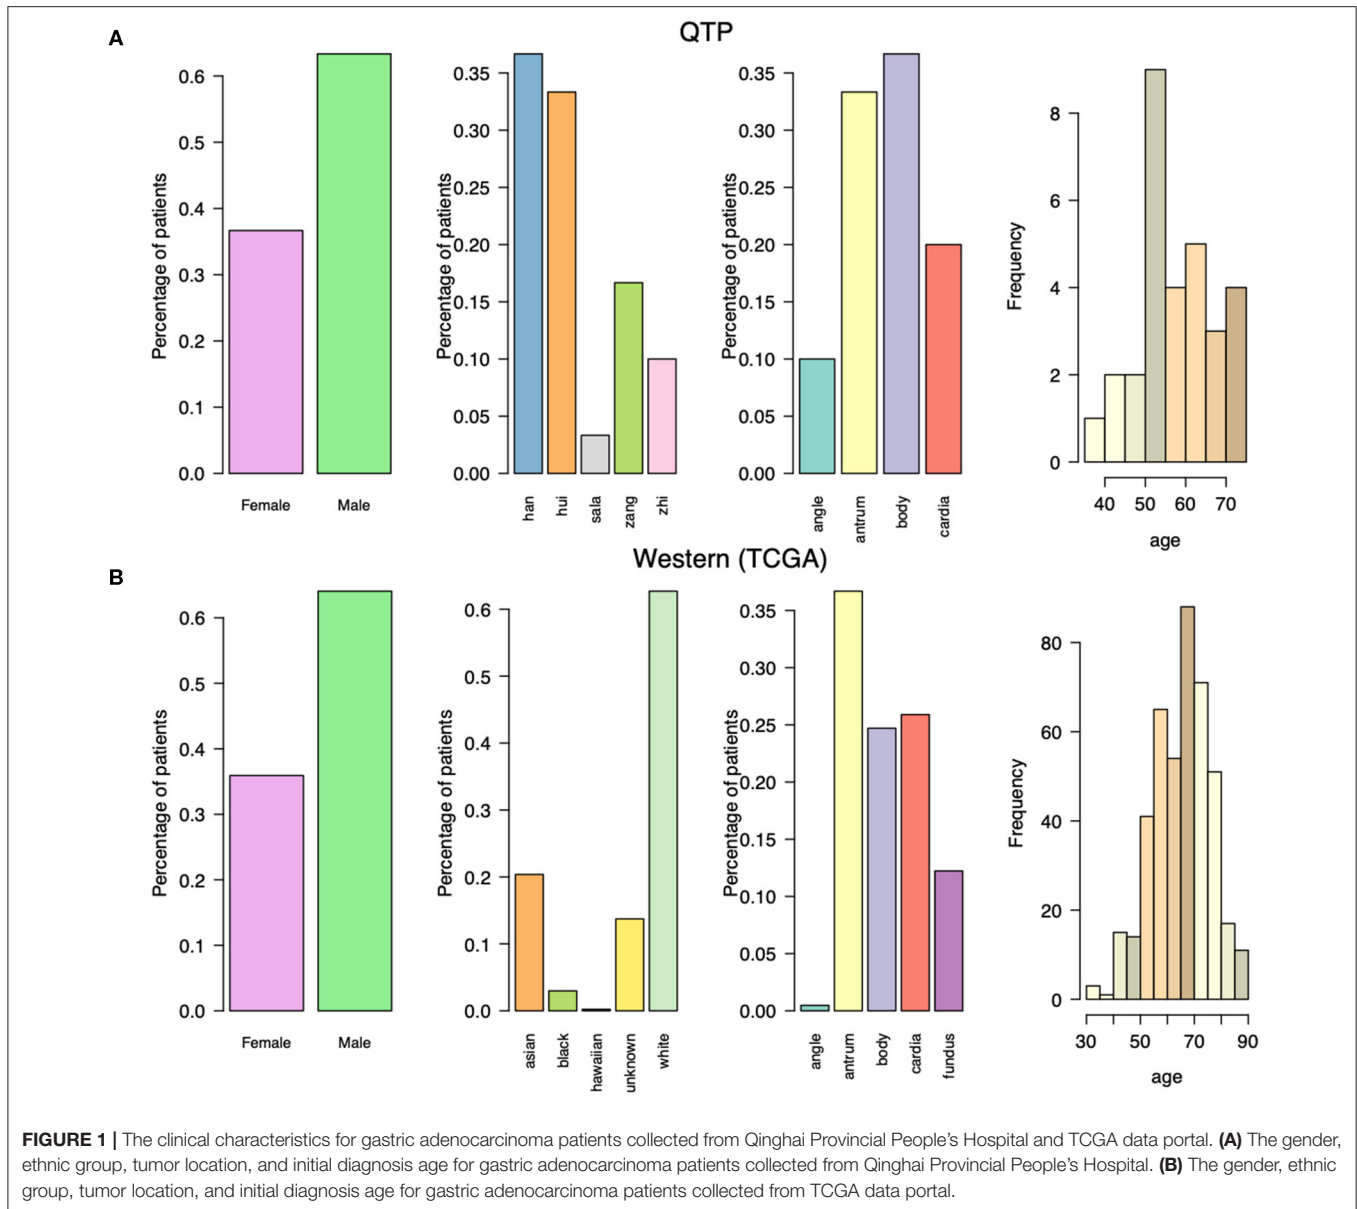 A
QTP
Percentage of patients
0.0
0.1
0.2
0.3
0.4
0.5
0.6
Female
Male
Percentage of patients
0.00
0.05
0.10
0.15
0.20
0.25
0.30
0.35
han
hui
sala
zang
zhi
Percentage of patients
0.00
0.05
0.10
0.15
0.20
0.25
0.30
0.35
angle
antrum
body
cardia
Frequency
0
2
4
6
8
40
50
60
70
age
B
Western (TCGA)
Percentage of patients
0.0
0.1
0.2
0.3
0.4
0.5
0.6
Female
Male
Percentage of patients
0.0
0.1
0.2
0.3
0.4
0.5
0.6
asian
black
hawaiian
unknown
white
Percentage of patients
0.00
0.05
0.10
0.15
0.20
0.25
0.30
0.35
angle
antrum
body
cardia
fundus
Frequency
0
20
40
60
80
30
50
70
90
age
FIGURE 1 | The clinical characteristics for gastric adenocarcinoma patients collected from Qinghai Provincial People's Hospital and TCGA data portal. (A) The gender,
ethnic group, tumor location, and initial diagnosis age for gastric adenocarcinoma patients collected from Qinghai Provincial People's Hospital. (B) The gender, ethnic
group, tumor location, and initial diagnosis age for gastric adenocarcinoma patients collected from TCGA data portal.